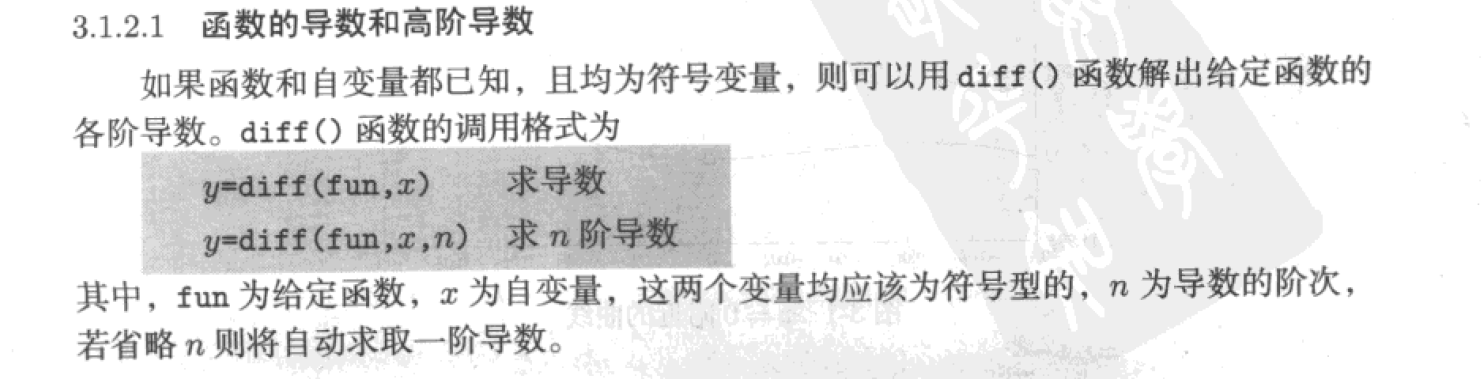 3.1.2.1 函数的导数和高阶导数
如果函数和自变量都已知，且均为符号变量，则可以用 diff() 函数解出给定函数的
各阶导数。diff() 函数的调用格式为
y=diff(fun,x) 求导数
y=diff(fun,x,n) 求 n 阶导数
其中，fun 为给定函数，x 为自变量，这两个变量均应该为符号型的，n 为导数的阶次，
若省略 n 则将自动求取一阶导数。